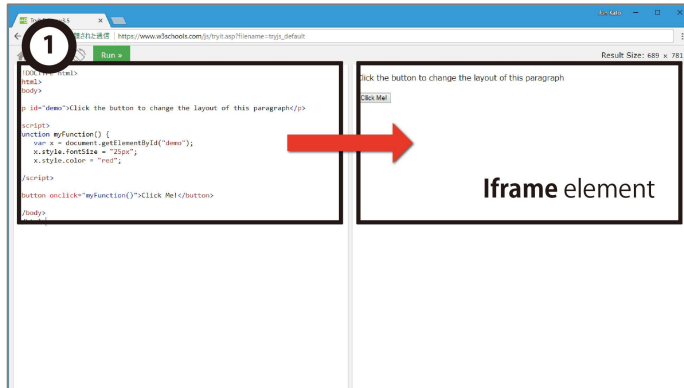 1
https://www.w3schools.com/js/tryit.asp?filename=tryjs_default
Run »
Result Size: 689 × 781
!DOCTYPE html>
html>
body>
p id="demo">Click the button to change the layout of this paragraph</p>
script>
unction myFunction() {
var x = document.getElementById("demo");
x.style.fontSize = "25px";
x.style.color = "red";
/script>
button onclick="myFunction()">Click Me!</button>
/body>
lick the button to change the layout of this paragraph
Click Me!
Iframe element